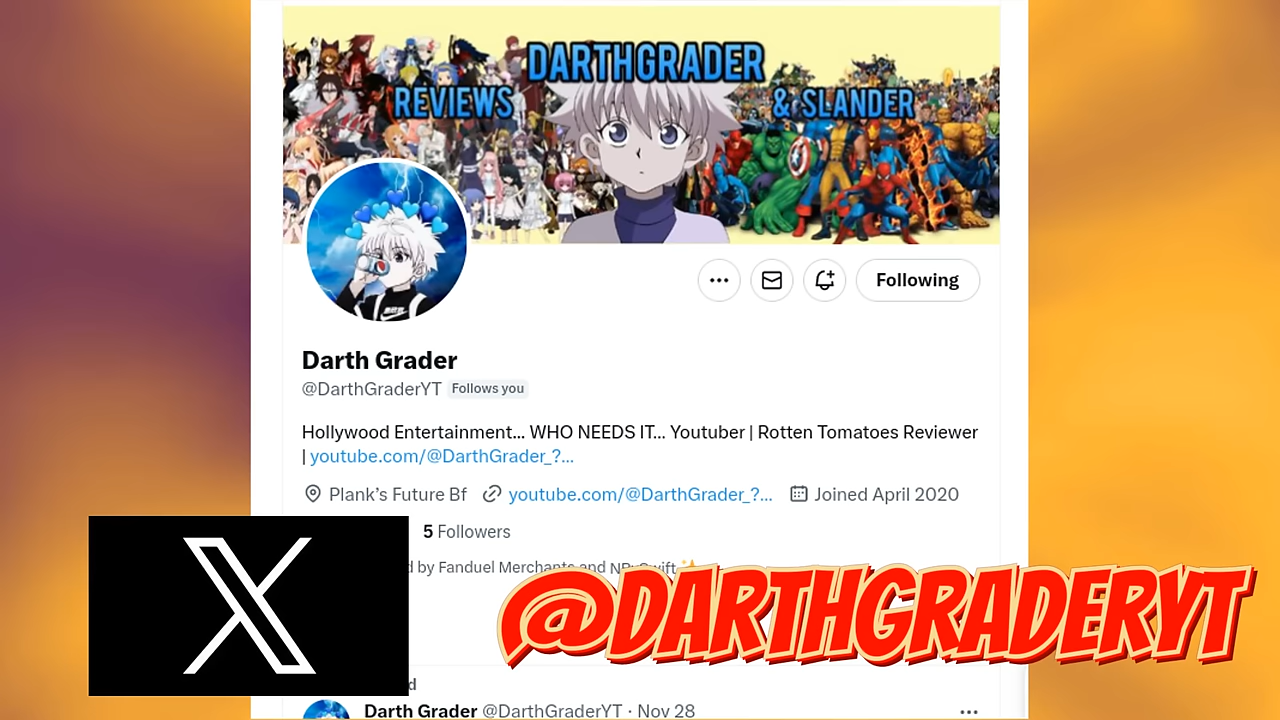 DARTHGRADER
REVIEWS & SLANDER
Following
Darth Grader
@DarthGraderYT Follows you
Hollywood Entertainment... WHO NEEDS IT... Youtuber | Rotten Tomatoes Reviewer
| youtube.com/@DarthGrader_?...
Plank's Future Bf youtube.com/@DarthGrader_?... Joined April 2020
5 Followers
by Fanduel Merchants and
X
@DARTHGRADERYT
Darth Grader @DarthGraderYT · Nov 28